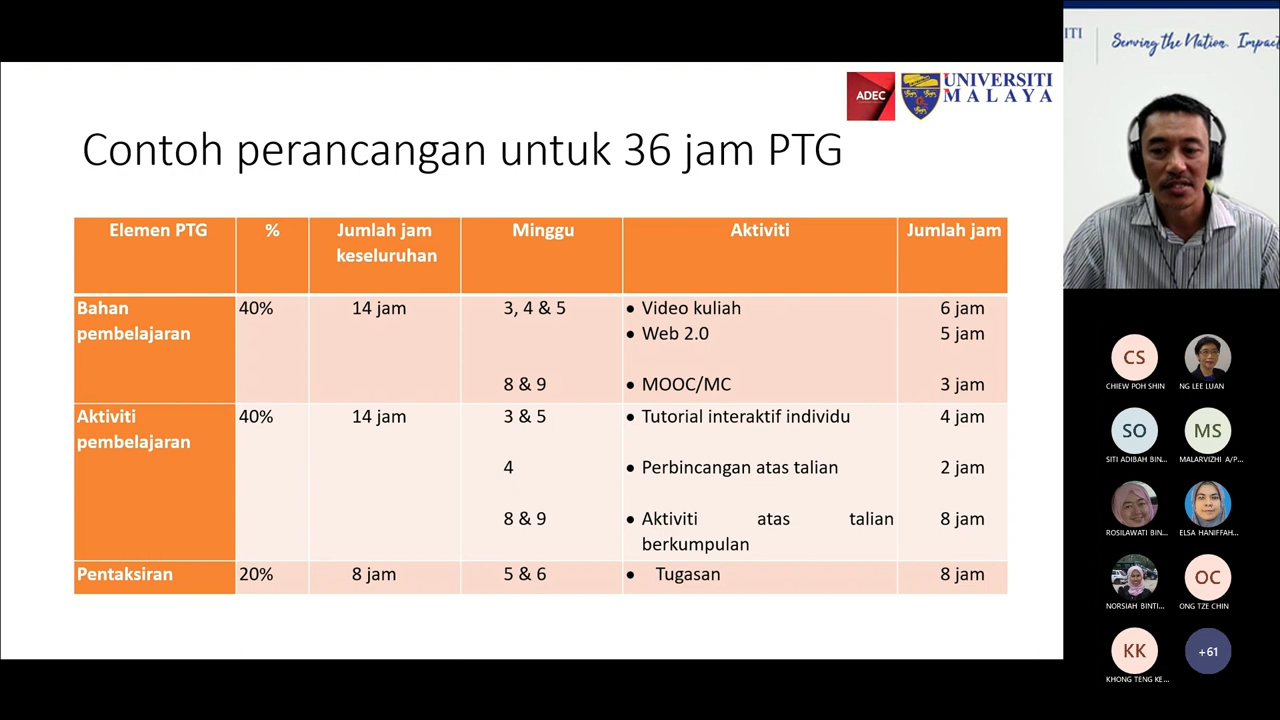 ITI
Serving the Nation. Impact
ADEC
UNIVERSITI
MALAYA
Contoh perancangan untuk 36 jam PTG
Elemen PTG % Jumlah jam keseluruhan Minggu Aktiviti Jumlah jam
Bahan pembelajaran 40% 14 jam 3, 4 & 5 • Video kuliah 6 jam
• Web 2.0 5 jam
8 & 9 • MOOC/MC 3 jam
Aktiviti pembelajaran 40% 14 jam 3 & 5 • Tutorial interaktif individu 4 jam
4 • Perbincangan atas talian 2 jam
8 & 9 • Aktiviti atas talian berkumpulan 8 jam
Pentaksiran 20% 8 jam 5 & 6 • Tugasan 8 jam
CS
CHIEW POH SHIN
NG LEE LUAN
SO
SITI ADIBAH BIN...
MS
MALARVIZHI A/P...
ROSILAWATI BIN...
ELSA HANIFFAH...
NORSIAH BINTI...
OC
ONG TZE CHIN
KK
KHONG TENG KE...
+61